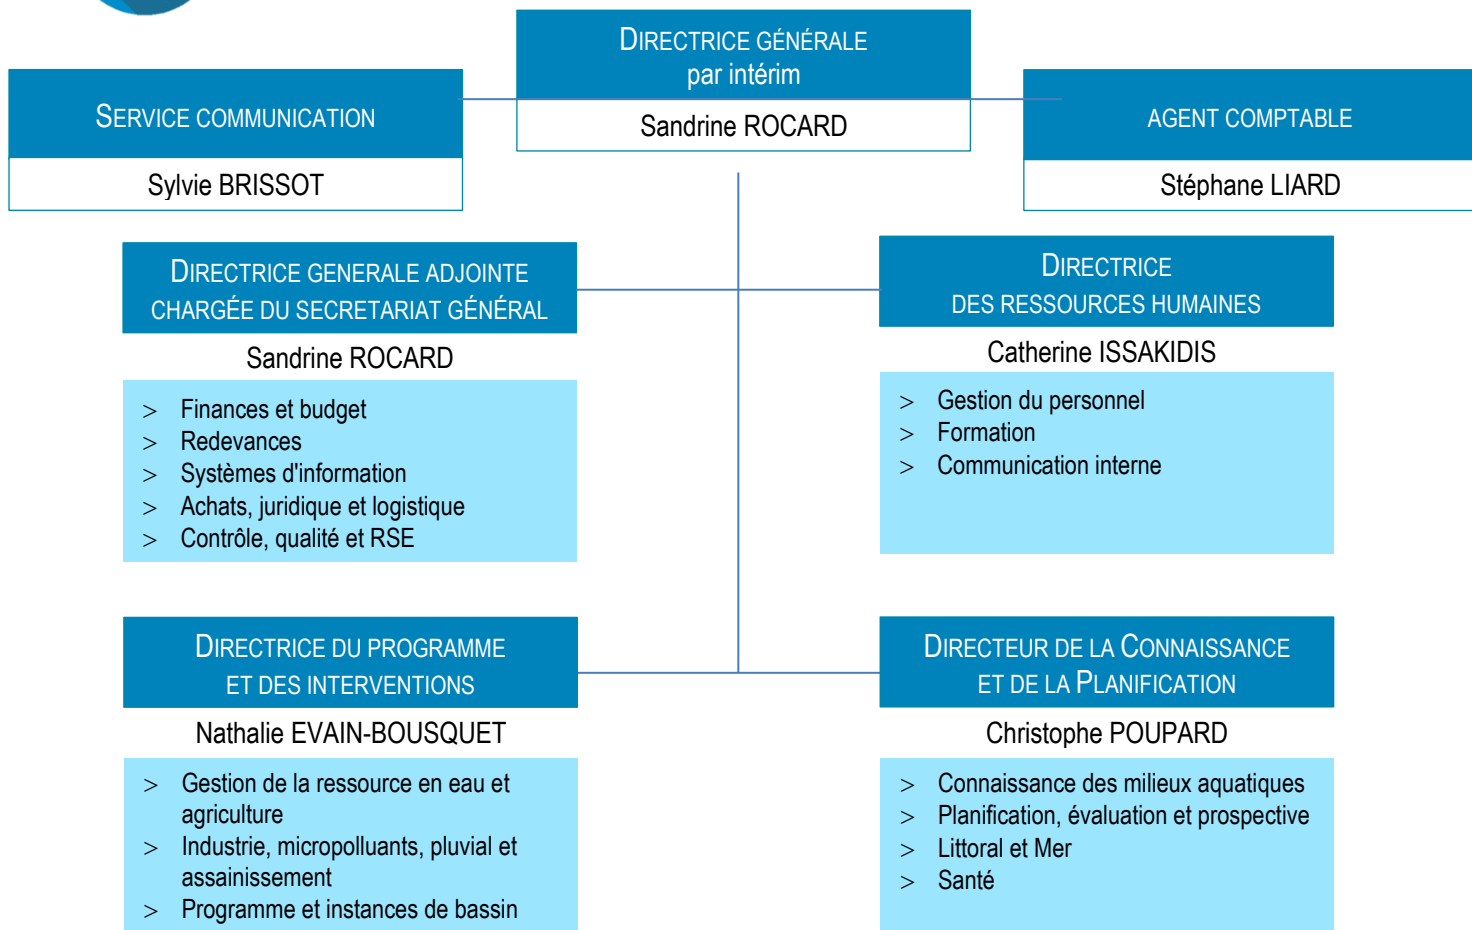 DIRECTRICE GÉNÉRALE
par intérim
Sandrine ROCARD
SERVICE COMMUNICATION
Sylvie BRISSOT
AGENT COMPTABLE
Stéphane LIARD
DIRECTRICE GENERALE ADJOINTE
CHARGÉE DU SECRETARIAT GÉNÉRAL
Sandrine ROCARD
> Finances et budget
> Redevances
> Systèmes d'information
> Achats, juridique et logistique
> Contrôle, qualité et RSE
DIRECTRICE
DES RESSOURCES HUMAINES
Catherine ISSAKIDIS
> Gestion du personnel
> Formation
> Communication interne
DIRECTRICE DU PROGRAMME
ET DES INTERVENTIONS
Nathalie EVAIN-BOUSQUET
> Gestion de la ressource en eau et
agriculture
> Industrie, micropolluants, pluvial et
assainissement
> Programme et instances de bassin
DIRECTEUR DE LA CONNAISSANCE
ET DE LA PLANIFICATION
Christophe POUPARD
> Connaissance des milieux aquatiques
> Planification, évaluation et prospective
> Littoral et Mer
> Santé